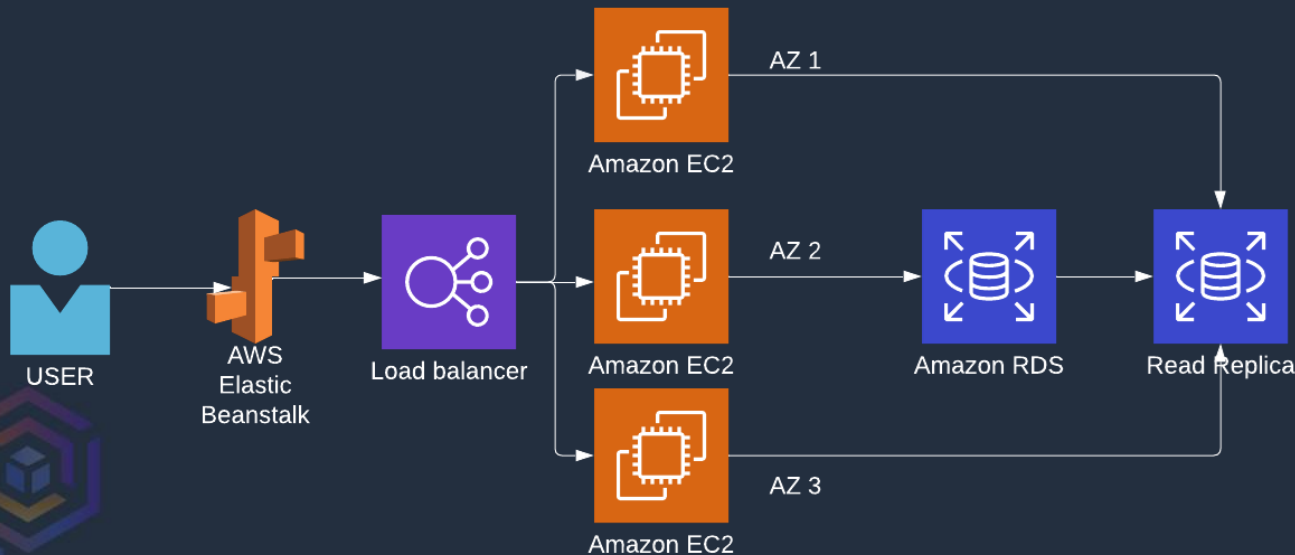 AZ 1
Amazon EC2
USER
AWS
Elastic
Beanstalk
Load balancer
AZ 2
Amazon EC2
Amazon RDS
Read Replica
AZ 3
Amazon EC2